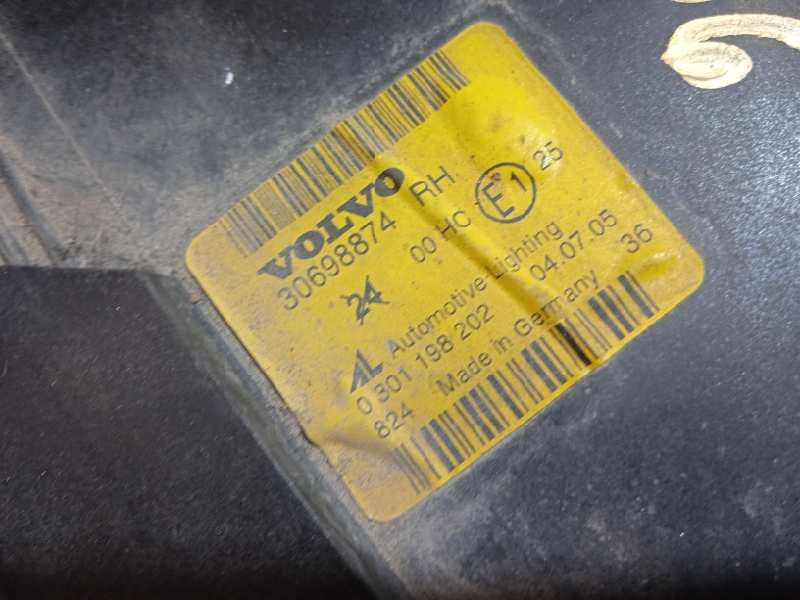 VOLVO
30698874 RH
24 00 HC E1 25
AL Automotive Lighting
0 301 198 202 04.07.05
824 Made in Germany 36